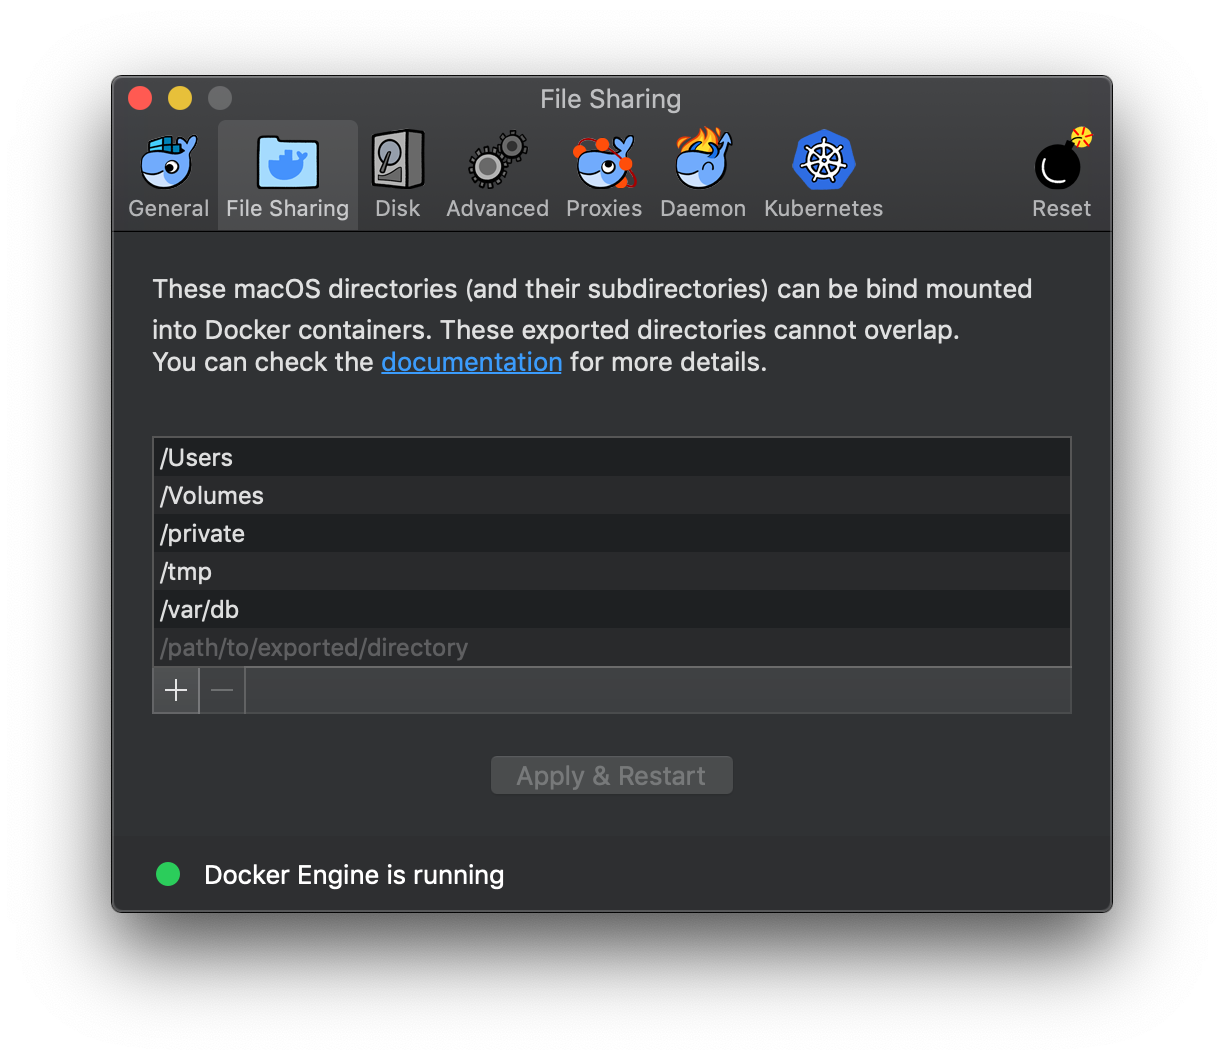 File Sharing
General
File Sharing
Disk
Advanced
Proxies
Daemon
Kubernetes
Reset
These macOS directories (and their subdirectories) can be bind mounted
into Docker containers. These exported directories cannot overlap.
You can check the documentation for more details.
/Users
/Volumes
/private
/tmp
/var/db
/path/to/exported/directory
Apply & Restart
Docker Engine is running